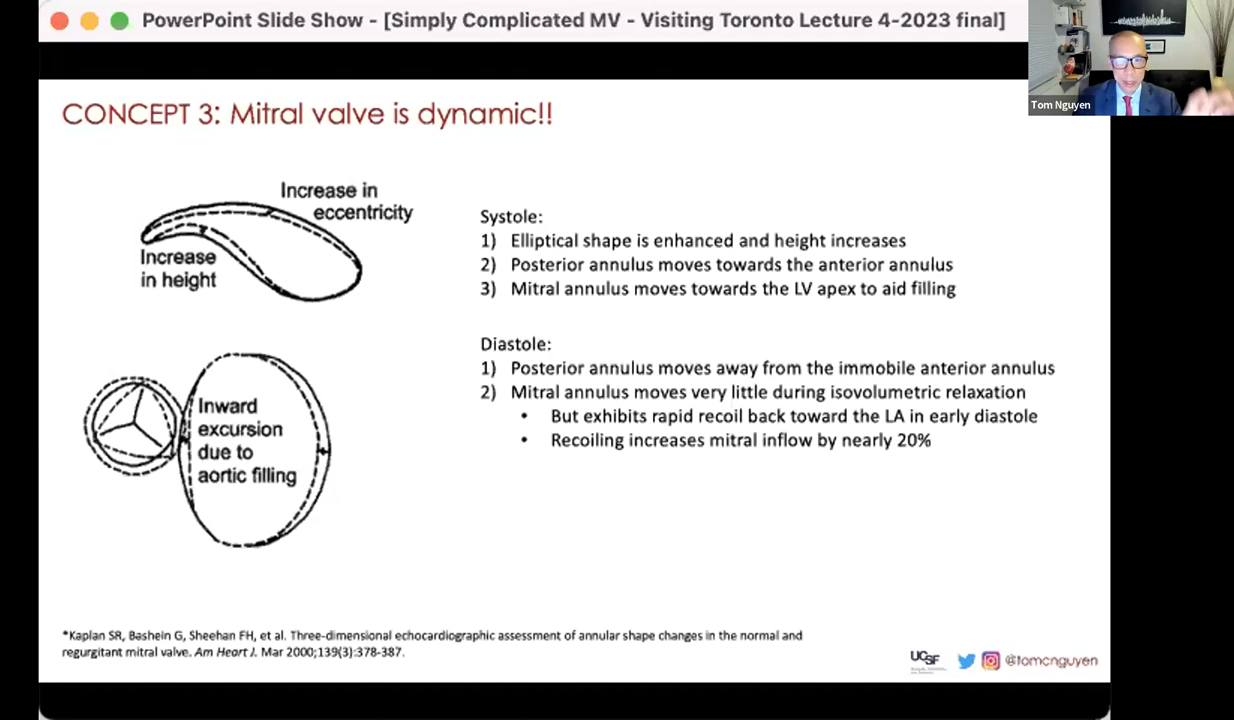 PowerPoint Slide Show - [Simply Complicated MV - Visiting Toronto Lecture 4-2023 final]
Tom Nguyen
CONCEPT 3: Mitral valve is dynamic!!
Increase in
eccentricity
Increase
in height
Inward
excursion
due to
aortic filling
Systole:
1) Elliptical shape is enhanced and height increases
2) Posterior annulus moves towards the anterior annulus
3) Mitral annulus moves towards the LV apex to aid filling
Diastole:
1) Posterior annulus moves away from the immobile anterior annulus
2) Mitral annulus moves very little during isovolumetric relaxation
• But exhibits rapid recoil back toward the LA in early diastole
• Recoiling increases mitral inflow by nearly 20%
*Kaplan SR, Bashein G, Sheehan FH, et al. Three-dimensional echocardiographic assessment of annular shape changes in the normal and
regurgitant mitral valve. Am Heart J. Mar 2000;139(3):378-387.
UCSF
@tomcnguyen